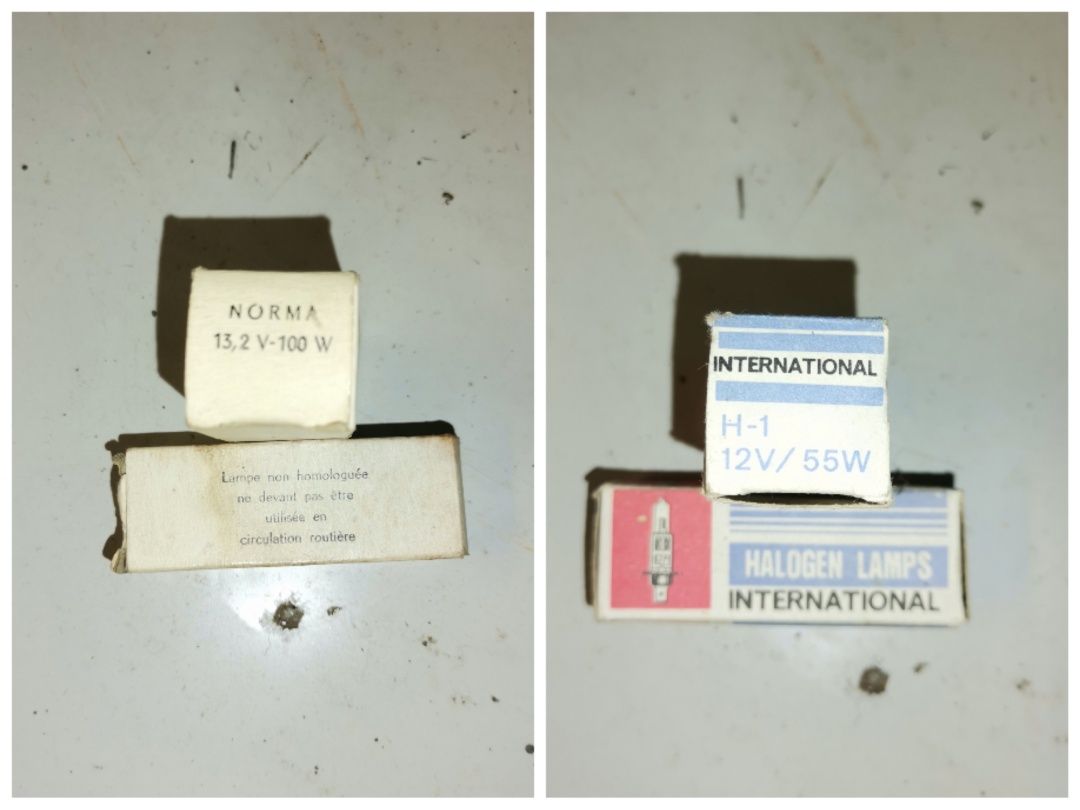 NORMA
13,2 V-100 W
Lampe non homologuée
ne devant pas être
utilisée en
circulation routière
INTERNATIONAL
H-1
12V/ 55W
HALOGEN LAMPS
INTERNATIONAL